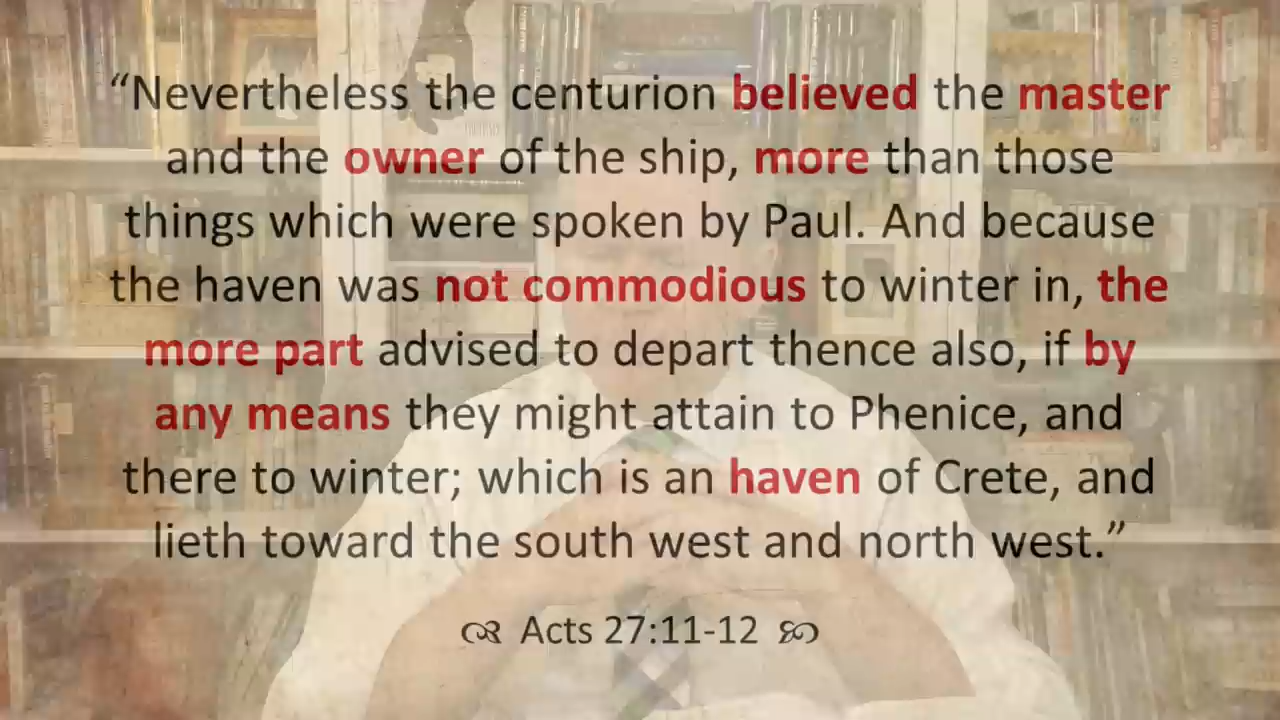 “Nevertheless the centurion believed the master
and the owner of the ship, more than those
things which were spoken by Paul. And because
the haven was not commodious to winter in, the
more part advised to depart thence also, if by
any means they might attain to Phenice, and
there to winter; which is an haven of Crete, and
lieth toward the south west and north west.”
Acts 27:11-12